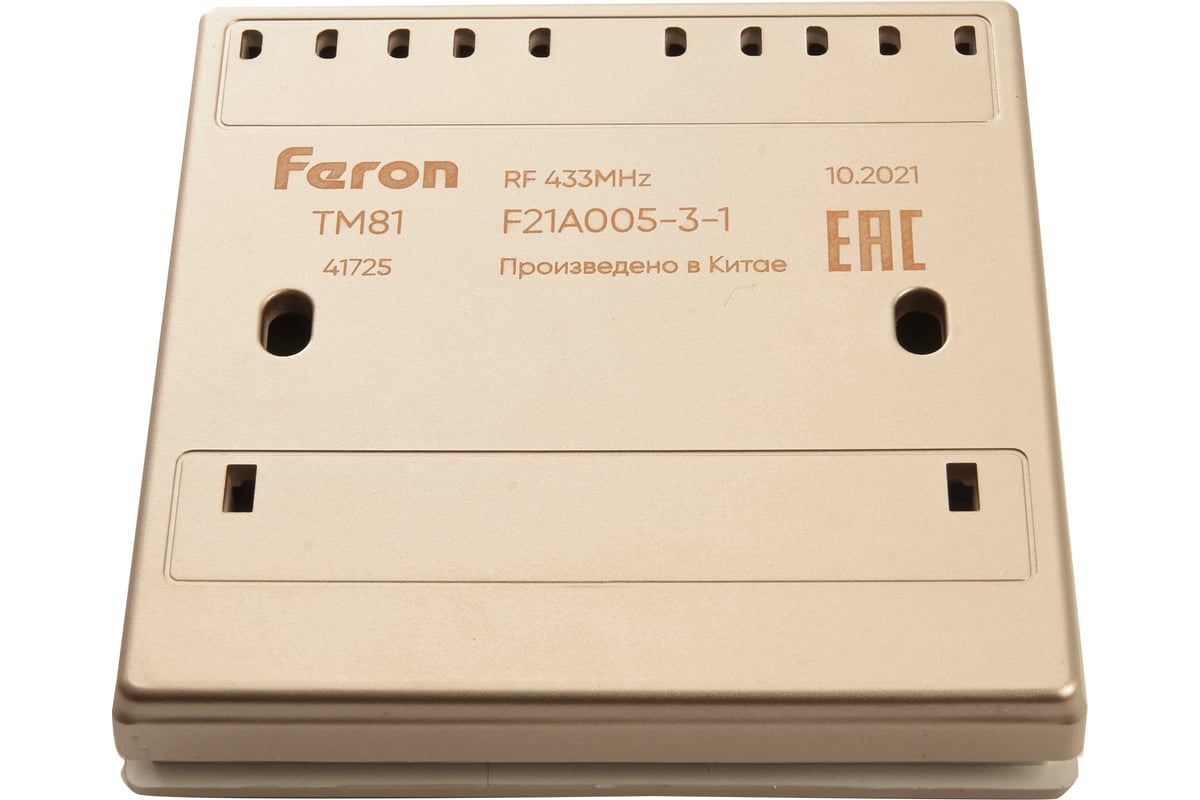 Feron
TM81
41725
RF 433MHz
F21A005-3-1
Произведено в Китае
10.2021
EAC